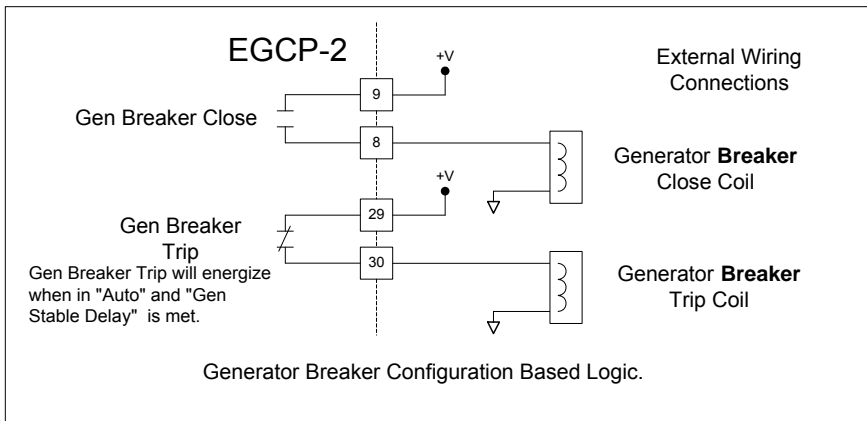 EGCP-2
+V
External Wiring
Connections
9
Gen Breaker Close
8
Generator Breaker
Close Coil
+V
29
Gen Breaker
Trip
30
Gen Breaker Trip will energize
when in "Auto" and "Gen
Stable Delay"  is met.
Generator Breaker
Trip Coil
Generator Breaker Configuration Based Logic.